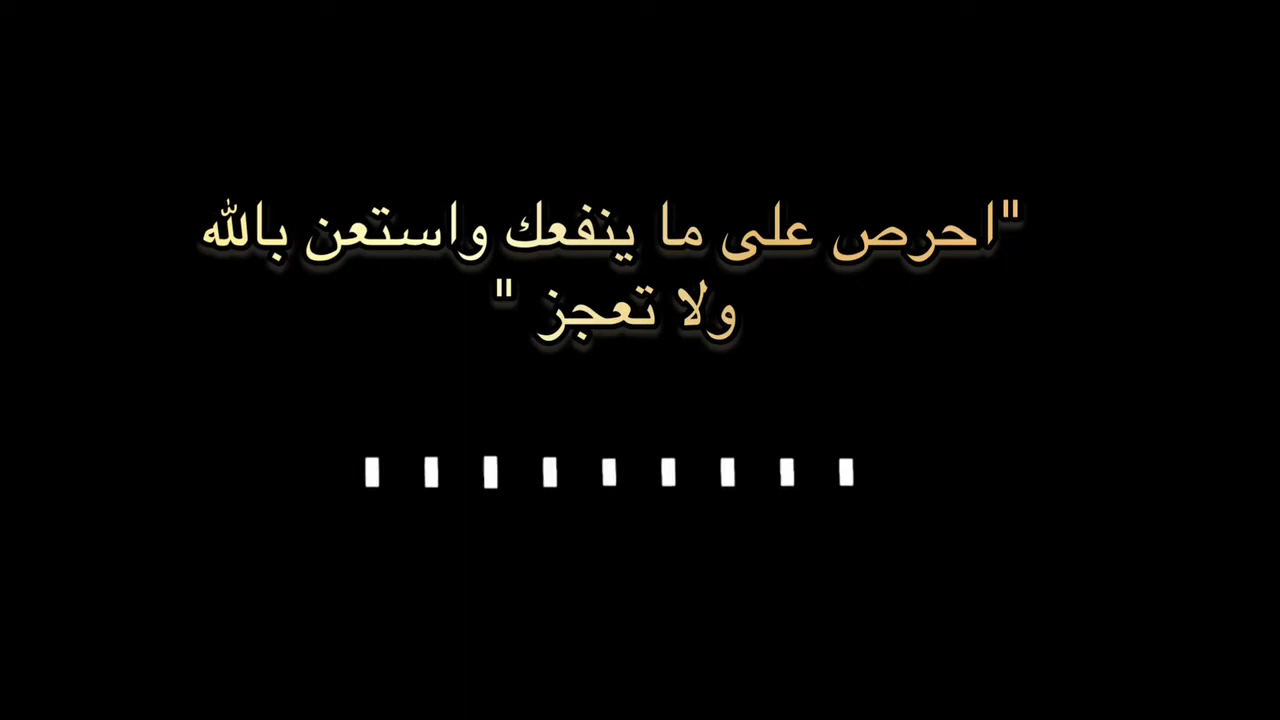 "احرص على ما ينفعك واستعن بالله
ولا تعجز "